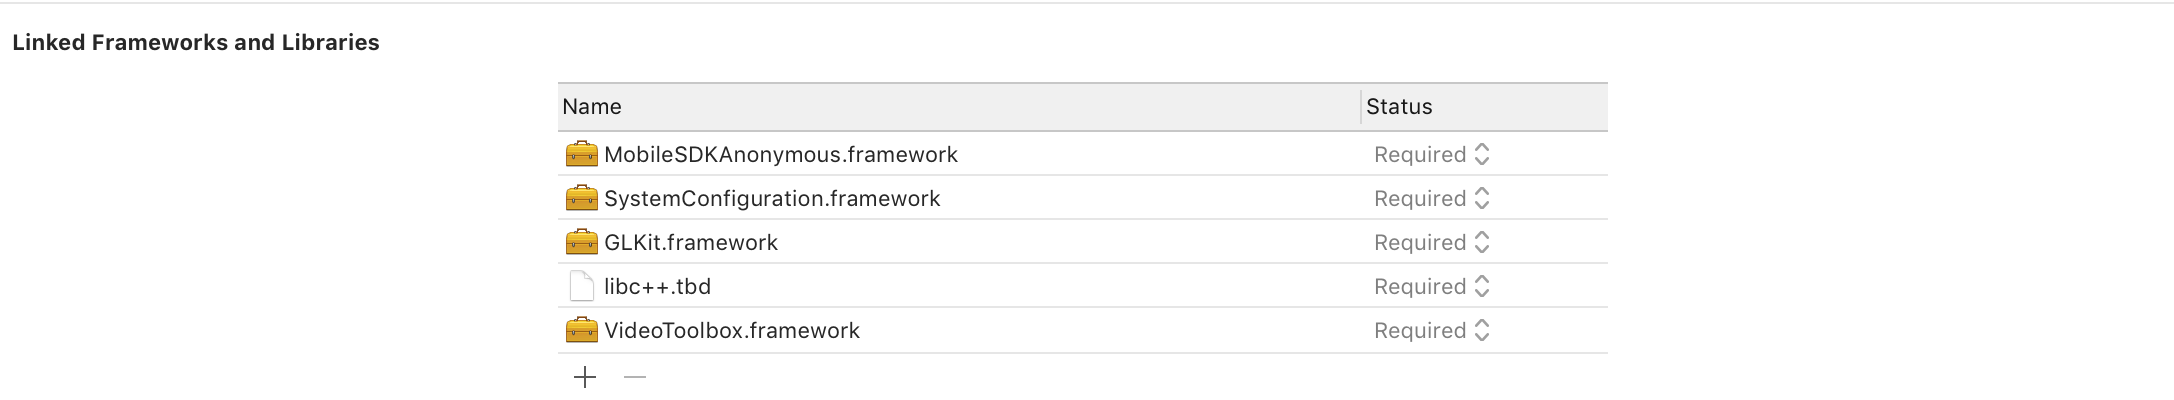 Linked Frameworks and Libraries
Name Status
MobileSDKAnonymous.framework Required
SystemConfiguration.framework Required
GLKit.framework Required
libc++.tbd Required
VideoToolbox.framework Required